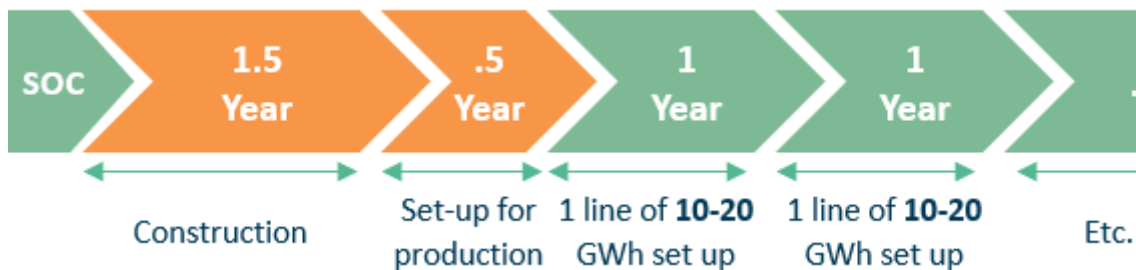 SOC
1.5
Year
.5
Year
1
Year
1
Year
.
Construction
Set-up for
production
1 line of 10-20
GWh set up
1 line of 10-20
GWh set up
Etc.